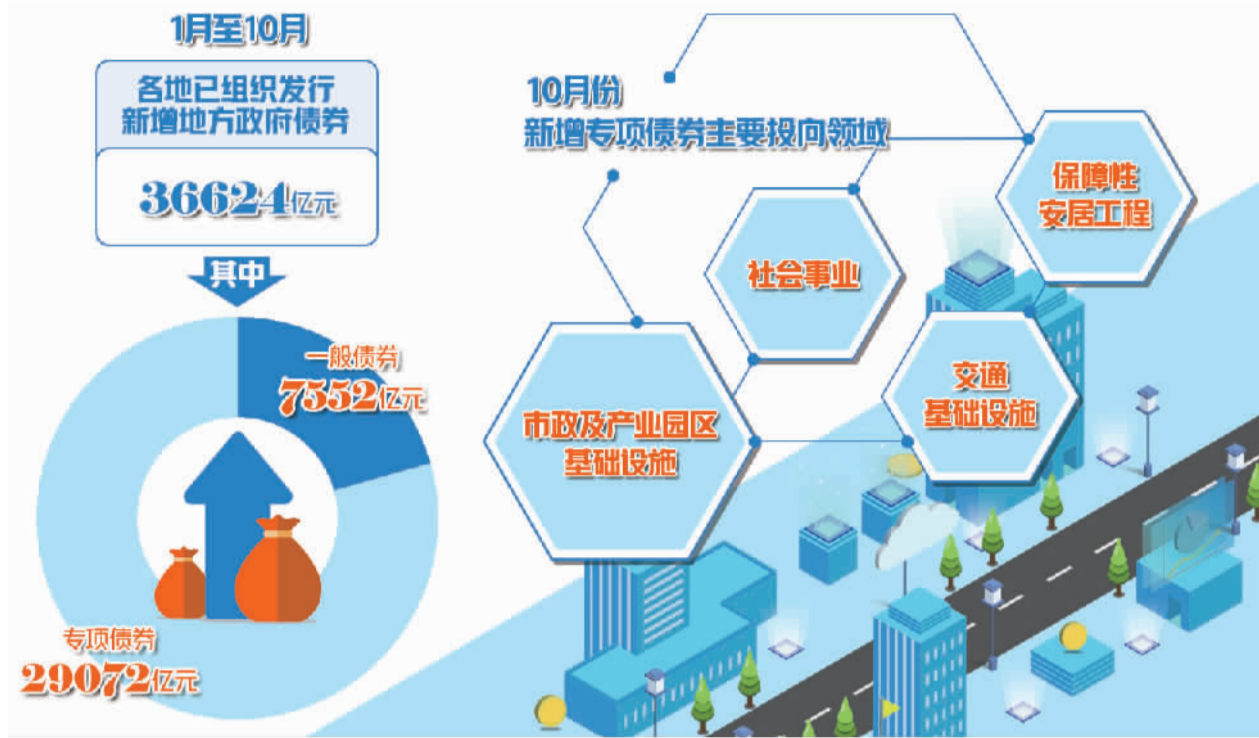 1月至10月
各地已组织发行
新增地方政府债券
36624亿元
其中
一般债券
7552亿元
专项债券
29072亿元
10月份
新增专项债券主要投向领域
保障性
安居工程
社会事业
交通
基础设施
市政及产业园区
基础设施